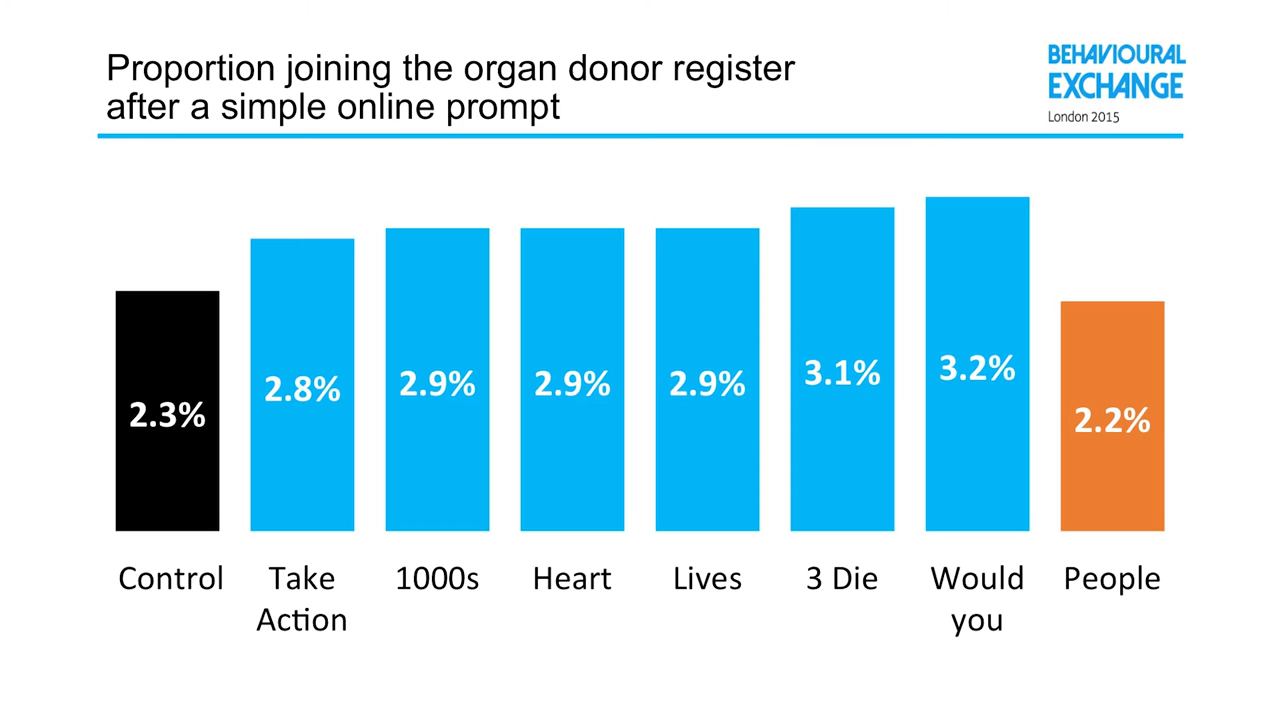 Proportion joining the organ donor register
after a simple online prompt
BEHAVIOURAL
EXCHANGE
London 2015
2.3%
2.8%
2.9%
2.9%
2.9%
3.1%
3.2%
2.2%
Control
Take
Action
1000s
Heart
Lives
3 Die
Would
you
People